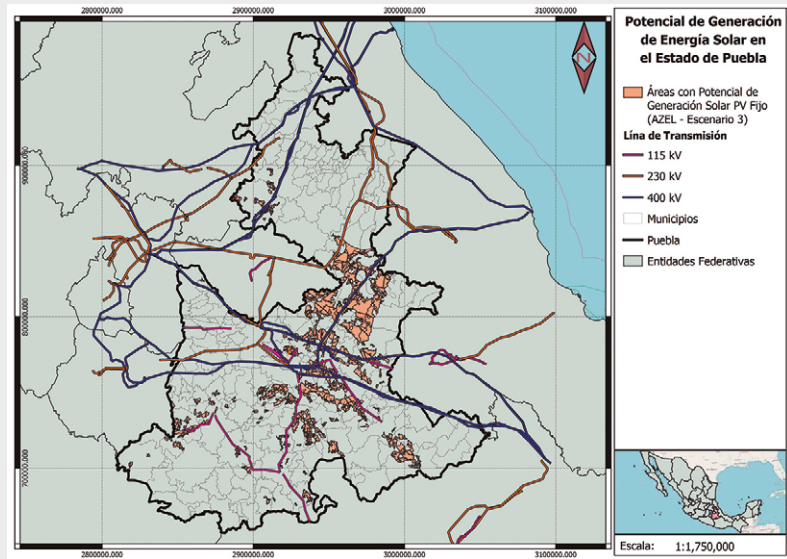 2800000.000 2900000.000 3000000.000 3100000.000
900000.000
800000.000
700000.000
2800000.000 2900000.000 3000000.000 3100000.000
Potencial de Generación
de Energía Solar en
el Estado de Puebla
N
Áreas con Potencial de
Generación Solar PV Fijo
(AZEL - Escenario 3)
Lína de Transmisión
115 kV
230 kV
400 kV
Municipios
Puebla
Entidades Federativas
Escala: 1:1,750,000